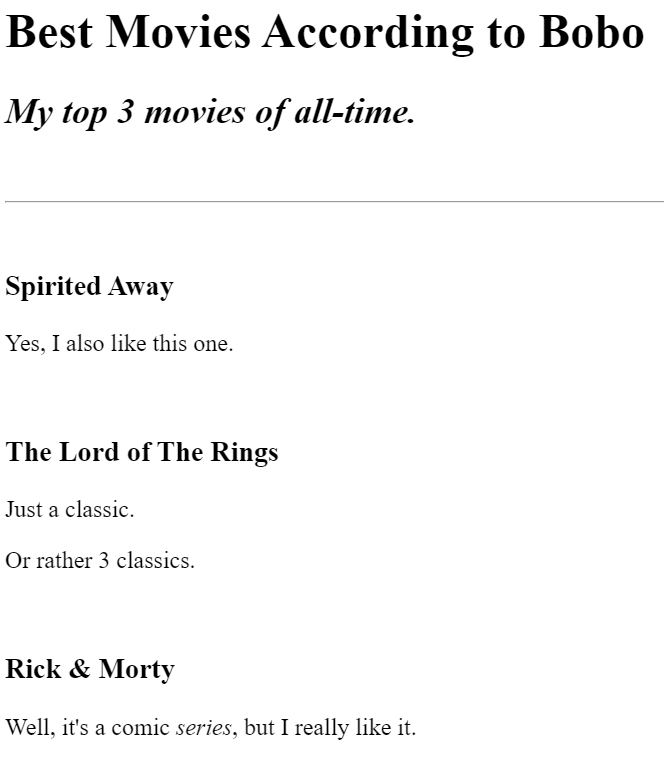 Best Movies According to Bobo
My top 3 movies of all-time.
Spirited Away
Yes, I also like this one.
The Lord of The Rings
Just a classic.
Or rather 3 classics.
Rick & Morty
Well, it's a comic series, but I really like it.